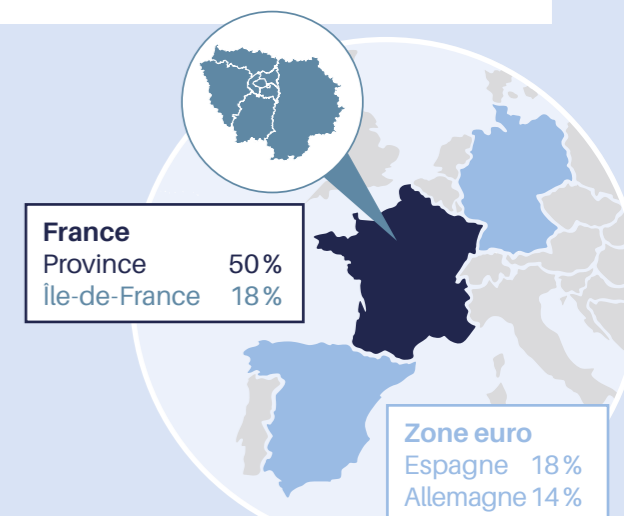 France
Province 50 %
Île-de-France 18 %
Zone euro
Espagne 18 %
Allemagne 14 %